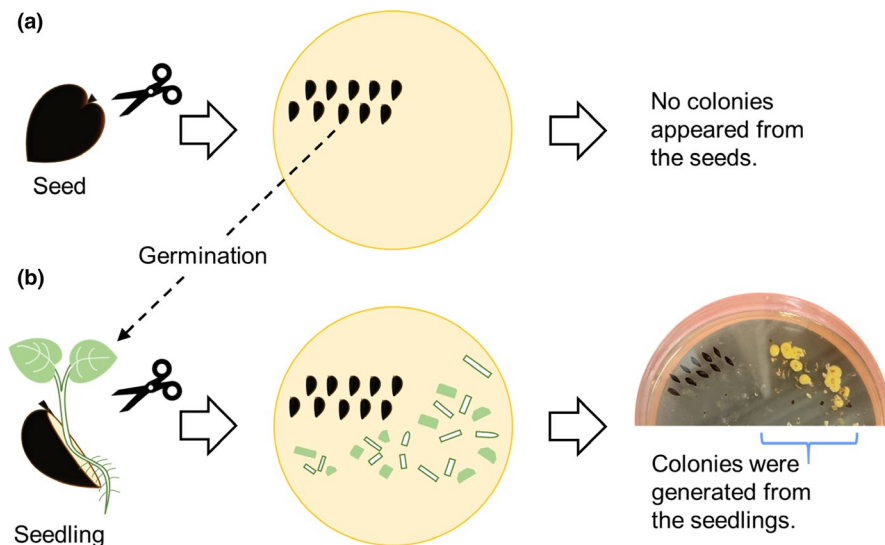 (a)
Seed
No colonies
appeared from
the seeds.
Germination
(b)
Seedling
Colonies were
generated from
the seedlings.